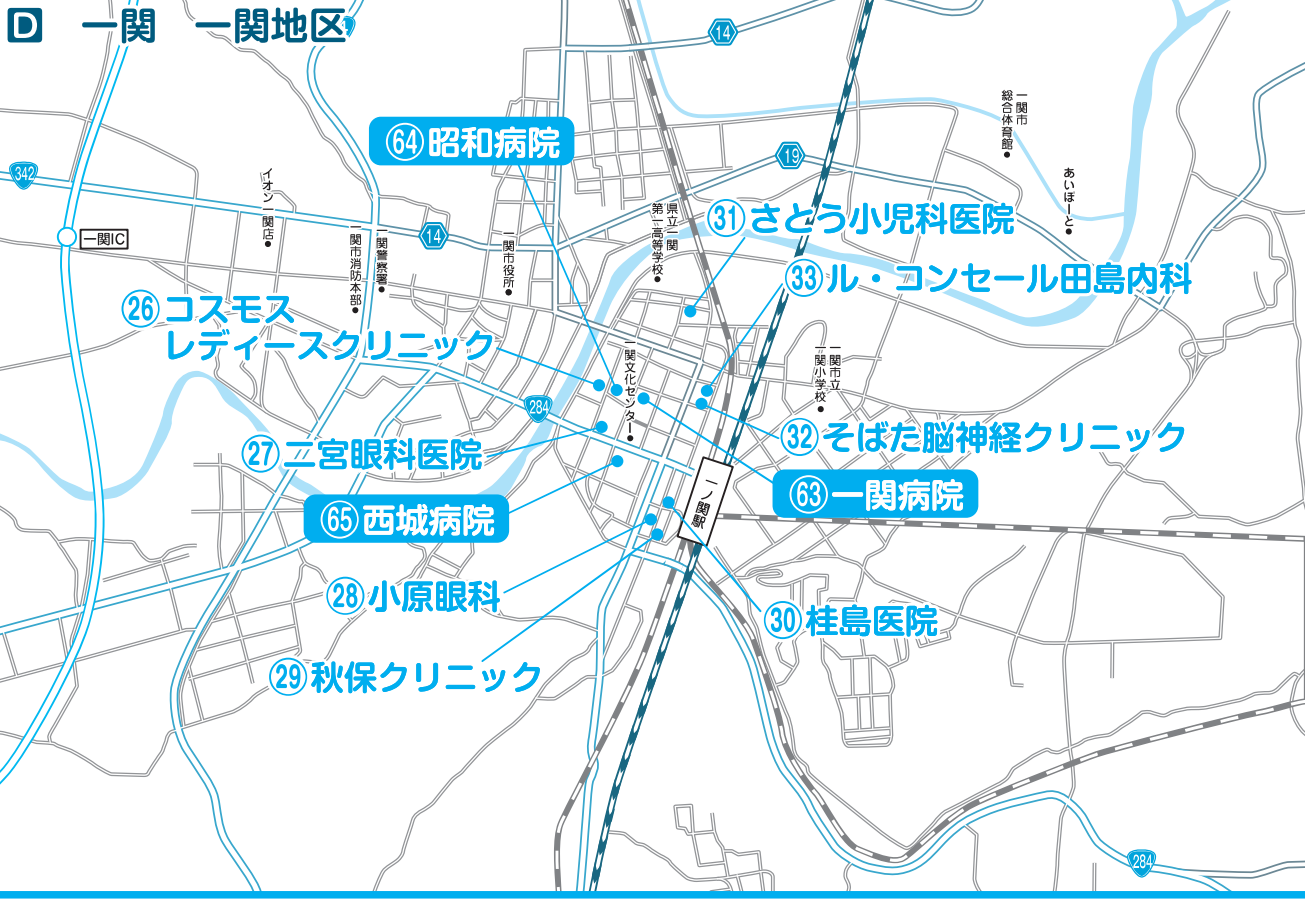 D 一関 一関地区
14
一関市
総合体育館
64 昭和病院
19
342
イオン一関店
あいぽーと
県立一関
第一高等学校
31 さとう小児科医院
一関IC
14
一関市消防本部
一関警察署
一関市役所
33 ル・コンセール田島内科
26 コスモス
レディースクリニック
一関文化センター
一関市立
一関小学校
284
32 そばた脳神経クリニック
27 二宮眼科医院
63 一関病院
一ノ関駅
65 西城病院
28 小原眼科
30 桂島医院
29 秋保クリニック
284